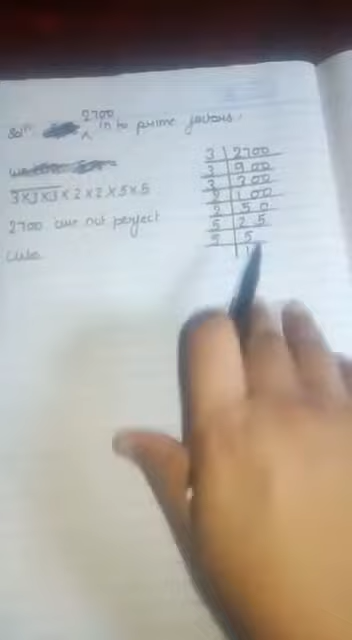 Soln 2700 in to prime factors.
3×3×3×2×2×5×5
2700 are not perfect
cube
3 | 2700
3 | 900
3 | 300
2 | 100
2 | 50
5 | 25
5 | 5
1